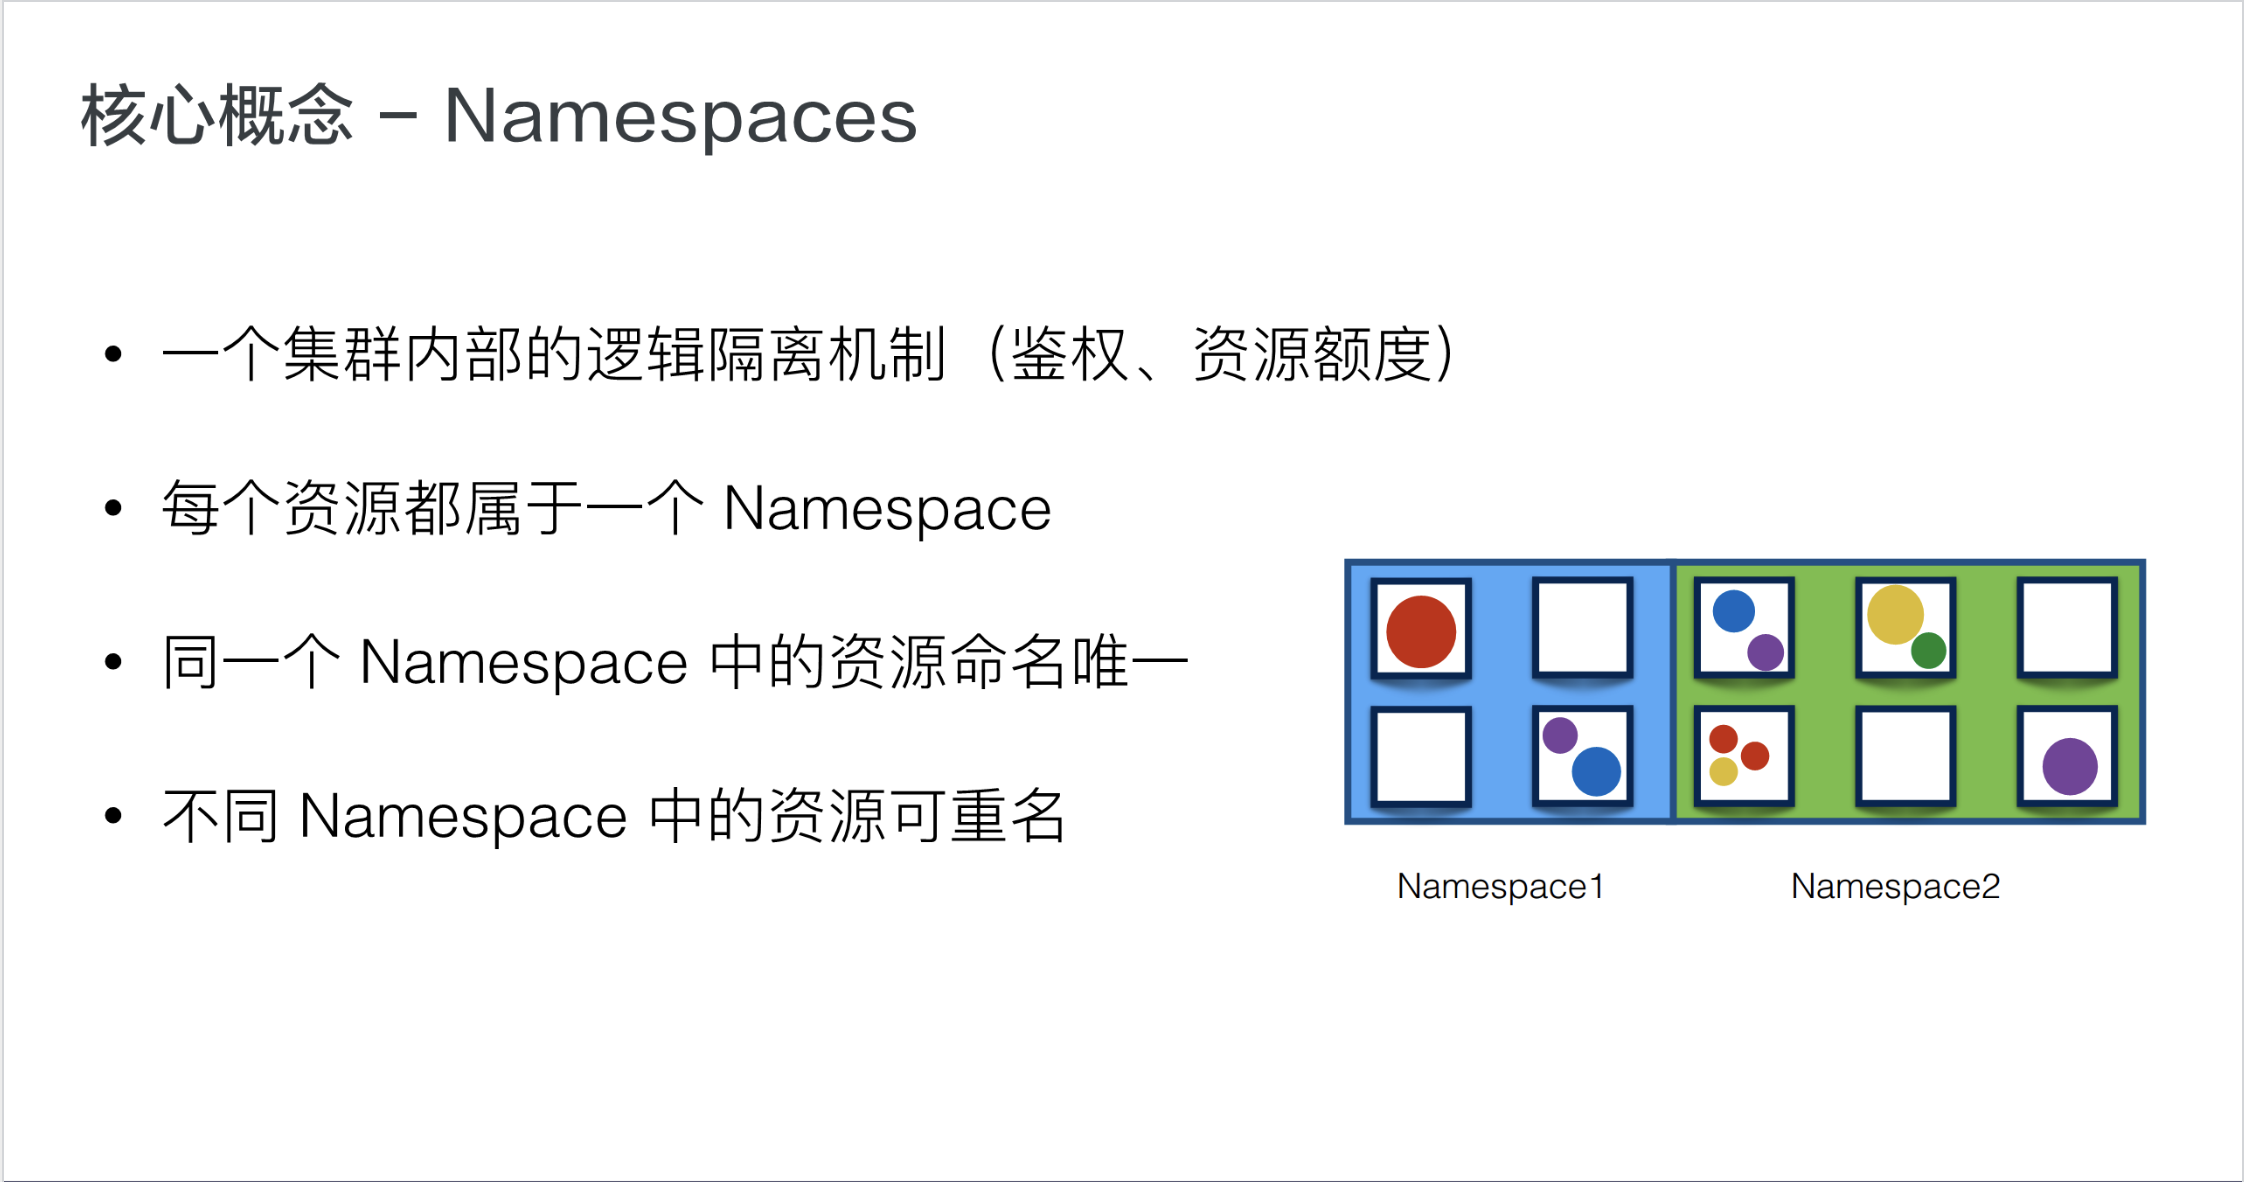 核心概念 – Namespaces
• 一个集群内部的逻辑隔离机制（鉴权、资源额度）
• 每个资源都属于一个 Namespace
• 同一个 Namespace 中的资源命名唯一
• 不同 Namespace 中的资源可重名
Namespace1
Namespace2